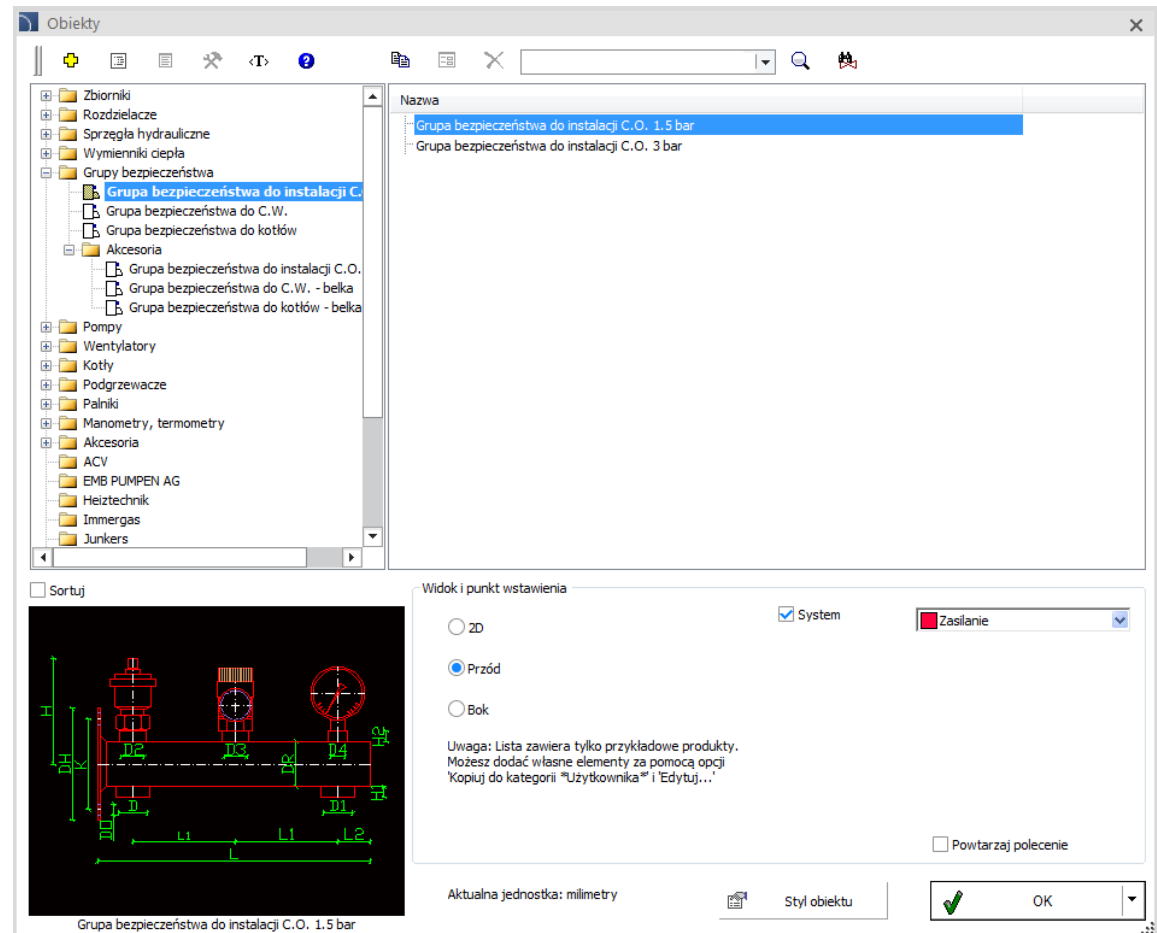 Obiekty
<T>
Zbiorniki
Rozdzielacze
Sprzęgła hydrauliczne
Wymienniki ciepła
Grupy bezpieczeństwa
Grupa bezpieczeństwa do instalacji C.
Grupa bezpieczeństwa do C.W.
Grupa bezpieczeństwa do kotłów
Akcesoria
Grupa bezpieczeństwa do instalacji C.O.
Grupa bezpieczeństwa do C.W. - belka
Grupa bezpieczeństwa do kotłów - belka
Pompy
Wentylatory
Kotły
Podgrzewacze
Palniki
Manometry, termometry
Akcesoria
ACV
EMB PUMPEN AG
Heiztechnik
Immergas
Junkers
Nazwa
Grupa bezpieczeństwa do instalacji C.O. 1.5 bar
Grupa bezpieczeństwa do instalacji C.O. 3 bar
Sortuj
H
DH
K
D2
D3
D4
DR
H2
H1
D
D1
DO
L1
L1
L2
L
Grupa bezpieczeństwa do instalacji C.O. 1.5 bar
Widok i punkt wstawienia
2D
System
Zasilanie
Przód
Bok
Uwaga: Lista zawiera tylko przykładowe produkty.
Możesz dodać własne elementy za pomocą opcji
'Kopiuj do kategorii *Użytkownika*' i 'Edytuj...'
Powtarzaj polecenie
Aktualna jednostka: milimetry
Styl obiektu
OK